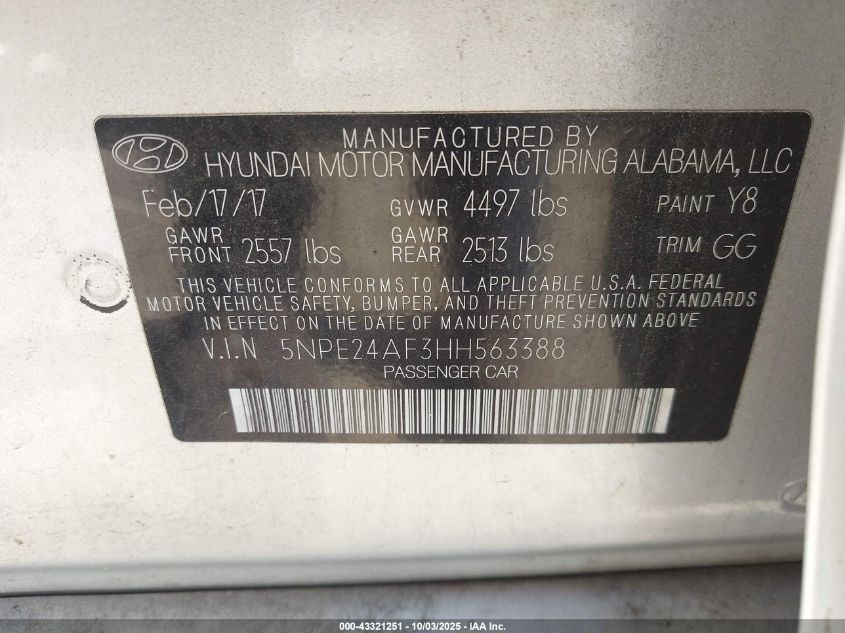 MANUFACTURED BY
HYUNDAI MOTOR MANUFACTURING ALABAMA, LLC
Feb/17/17 GVWR 4497 lbs PAINT Y8
GAWR FRONT 2557 lbs GAWR REAR 2513 lbs TRIM GG
THIS VEHICLE CONFORMS TO ALL APPLICABLE U.S.A. FEDERAL
MOTOR VEHICLE SAFETY, BUMPER, AND THEFT PREVENTION STANDARDS
IN EFFECT ON THE DATE OF MANUFACTURE SHOWN ABOVE
V.I.N 5NPE24AF3HH563388
PASSENGER CAR
000-43321251 - 10/03/2025 - IAA Inc.